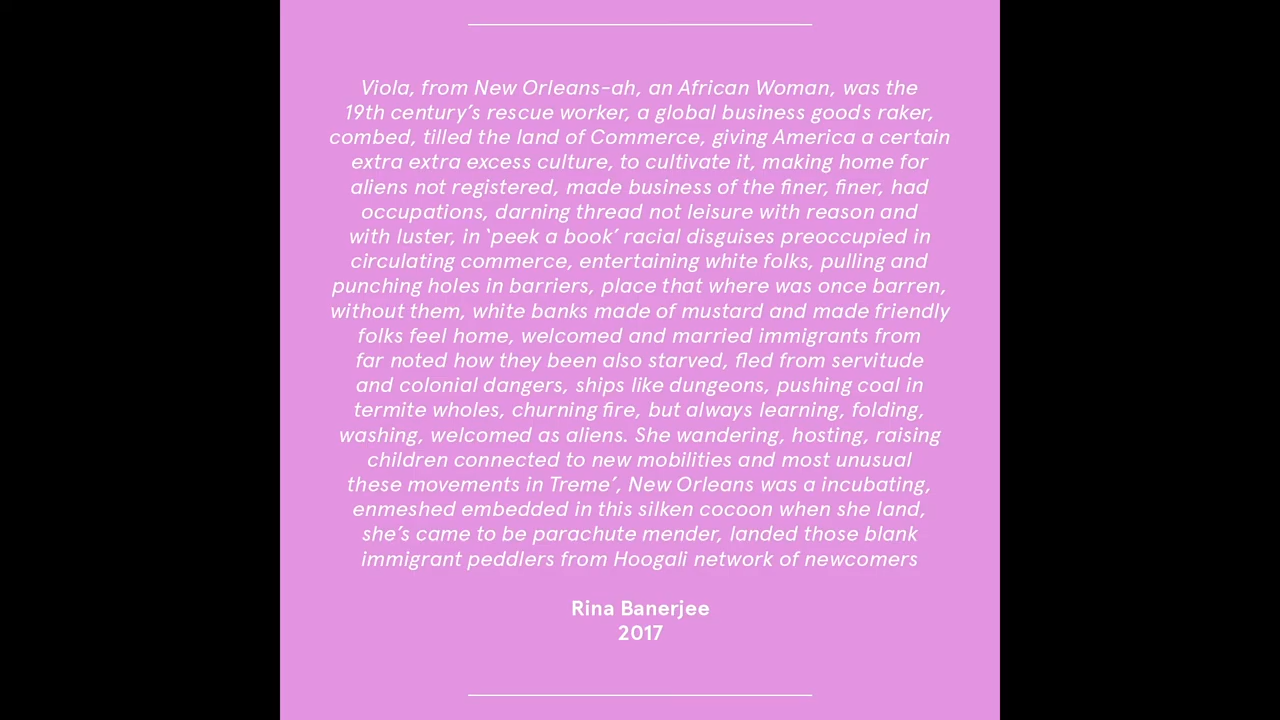 Viola, from New Orleans-ah, an African Woman, was the
19th century’s rescue worker, a global business goods raker,
combed, tilled the land of Commerce, giving America a certain
extra extra excess culture, to cultivate it, making home for
aliens not registered, made business of the finer, finer, had
occupations, darning thread not leisure with reason and
with luster, in ‘peek a book’ racial disguises preoccupied in
circulating commerce, entertaining white folks, pulling and
punching holes in barriers, place that where was once barren,
without them, white banks made of mustard and made friendly
folks feel home, welcomed and married immigrants from
far noted how they been also starved, fled from servitude
and colonial dangers, ships like dungeons, pushing coal in
termite wholes, churning fire, but always learning, folding,
washing, welcomed as aliens. She wandering, hosting, raising
children connected to new mobilities and most unusual
these movements in Treme’, New Orleans was a incubating,
enmeshed embedded in this silken cocoon when she land,
she’s came to be parachute mender, landed those blank
immigrant peddlers from Hoogali network of newcomers
Rina Banerjee
2017